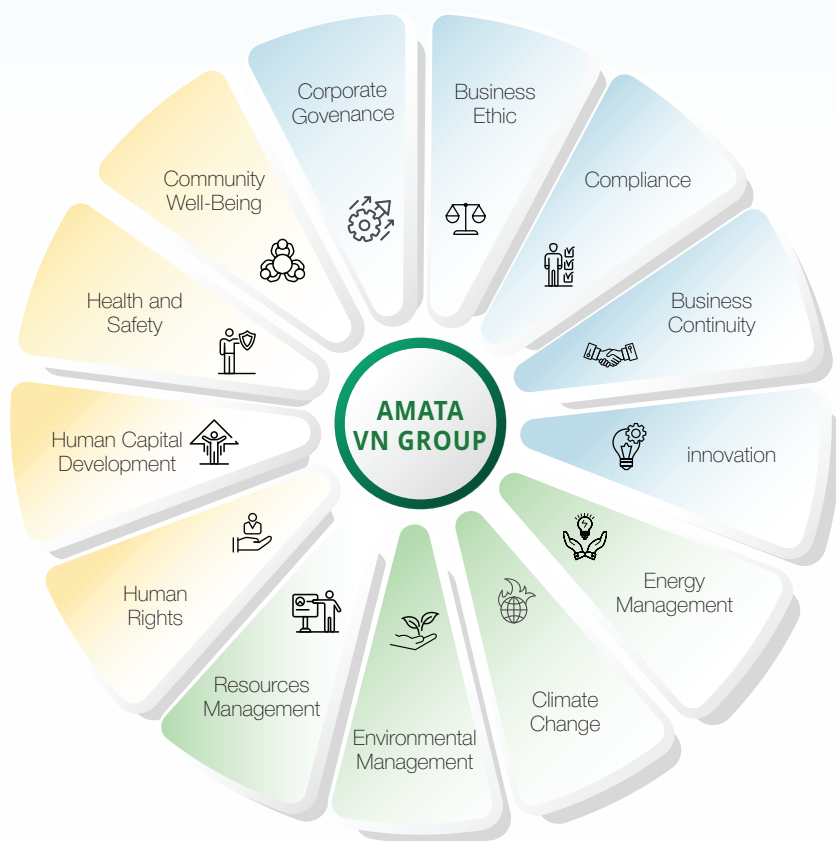 Corporate
Govenance
Business
Ethic
Compliance
Business
Continuity
innovation
Energy
Management
Climate
Change
Environmental
Management
Resources
Management
Human
Rights
Human Capital
Development
Health and
Safety
Community
Well-Being
AMATA
VN GROUP